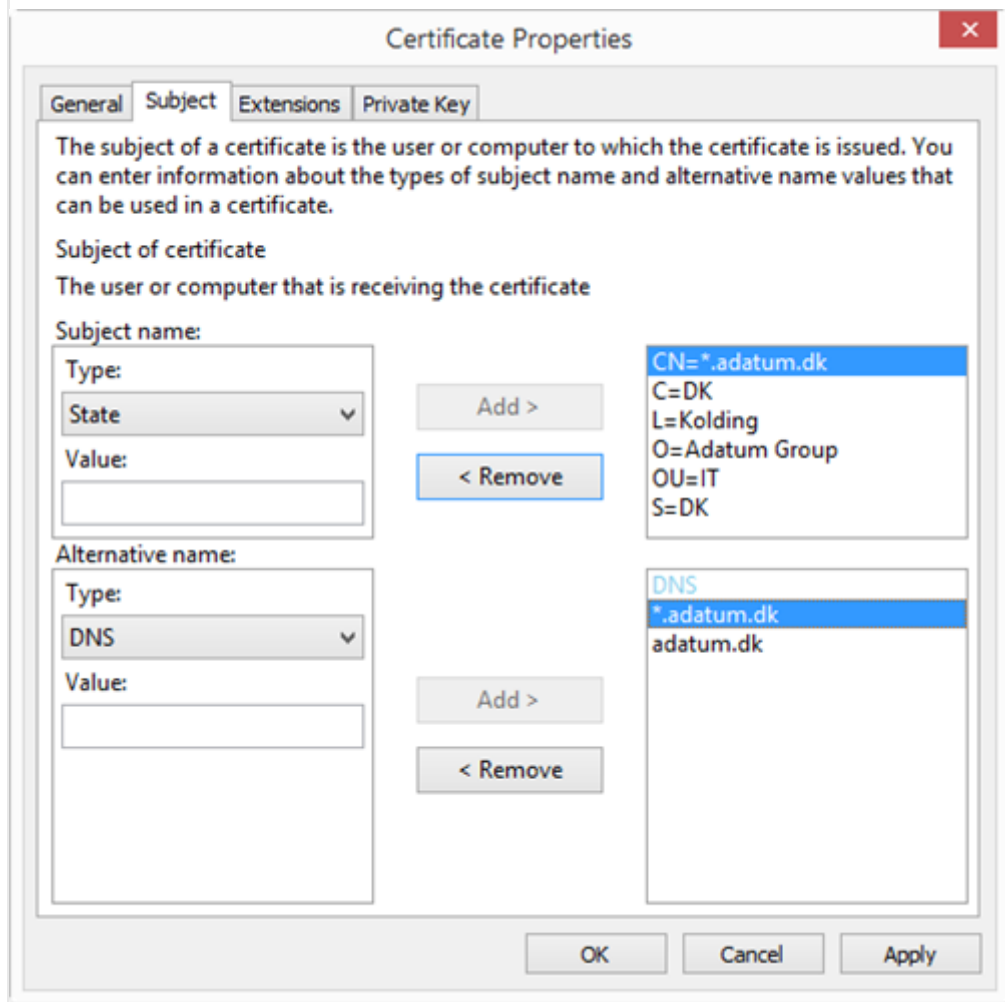 Certificate Properties
General Subject Extensions Private Key
The subject of a certificate is the user or computer to which the certificate is issued. You
can enter information about the types of subject name and alternative name values that
can be used in a certificate.
Subject of certificate
The user or computer that is receiving the certificate
Subject name:
Type:
State
Value:
Add >
< Remove
CN=*.adatum.dk
C=DK
L=Kolding
O=Adatum Group
OU=IT
S=DK
Alternative name:
Type:
DNS
Value:
Add >
< Remove
DNS
*.adatum.dk
adatum.dk
OK Cancel Apply